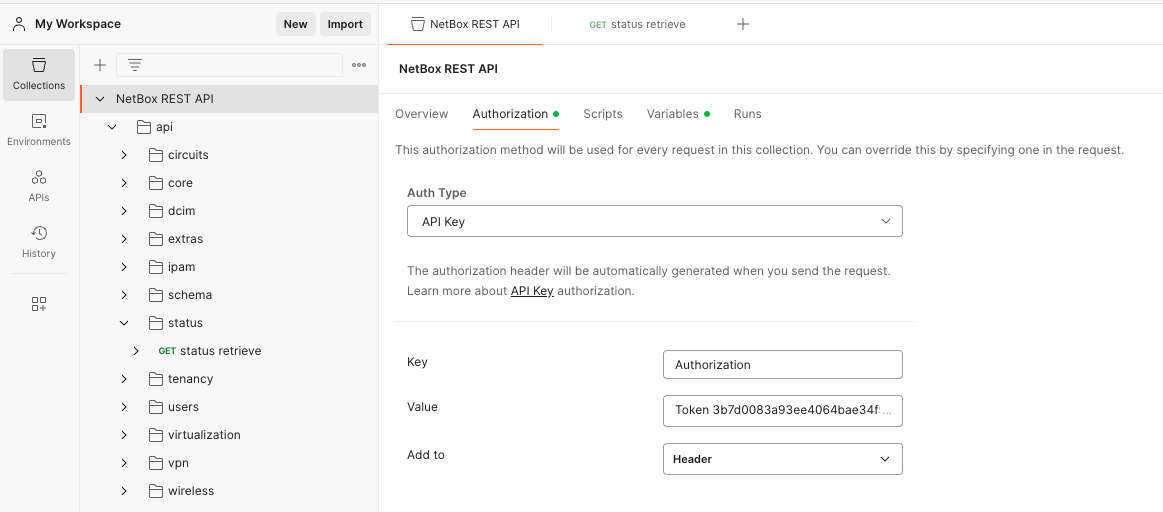 My Workspace
New
Import
NetBox REST API
GET status retrieve
Collections
Environments
APIs
History
NetBox REST API
api
circuits
core
dcim
extras
ipam
schema
status
GET status retrieve
tenancy
users
virtualization
vpn
wireless
NetBox REST API
Overview
Authorization
Scripts
Variables
Runs
This authorization method will be used for every request in this collection. You can override this by specifying one in the request.
Auth Type
API Key
The authorization header will be automatically generated when you send the request.
Learn more about API Key authorization.
Key
Authorization
Value
Token 3b7d0083a93ee4064bae34f...
Add to
Header